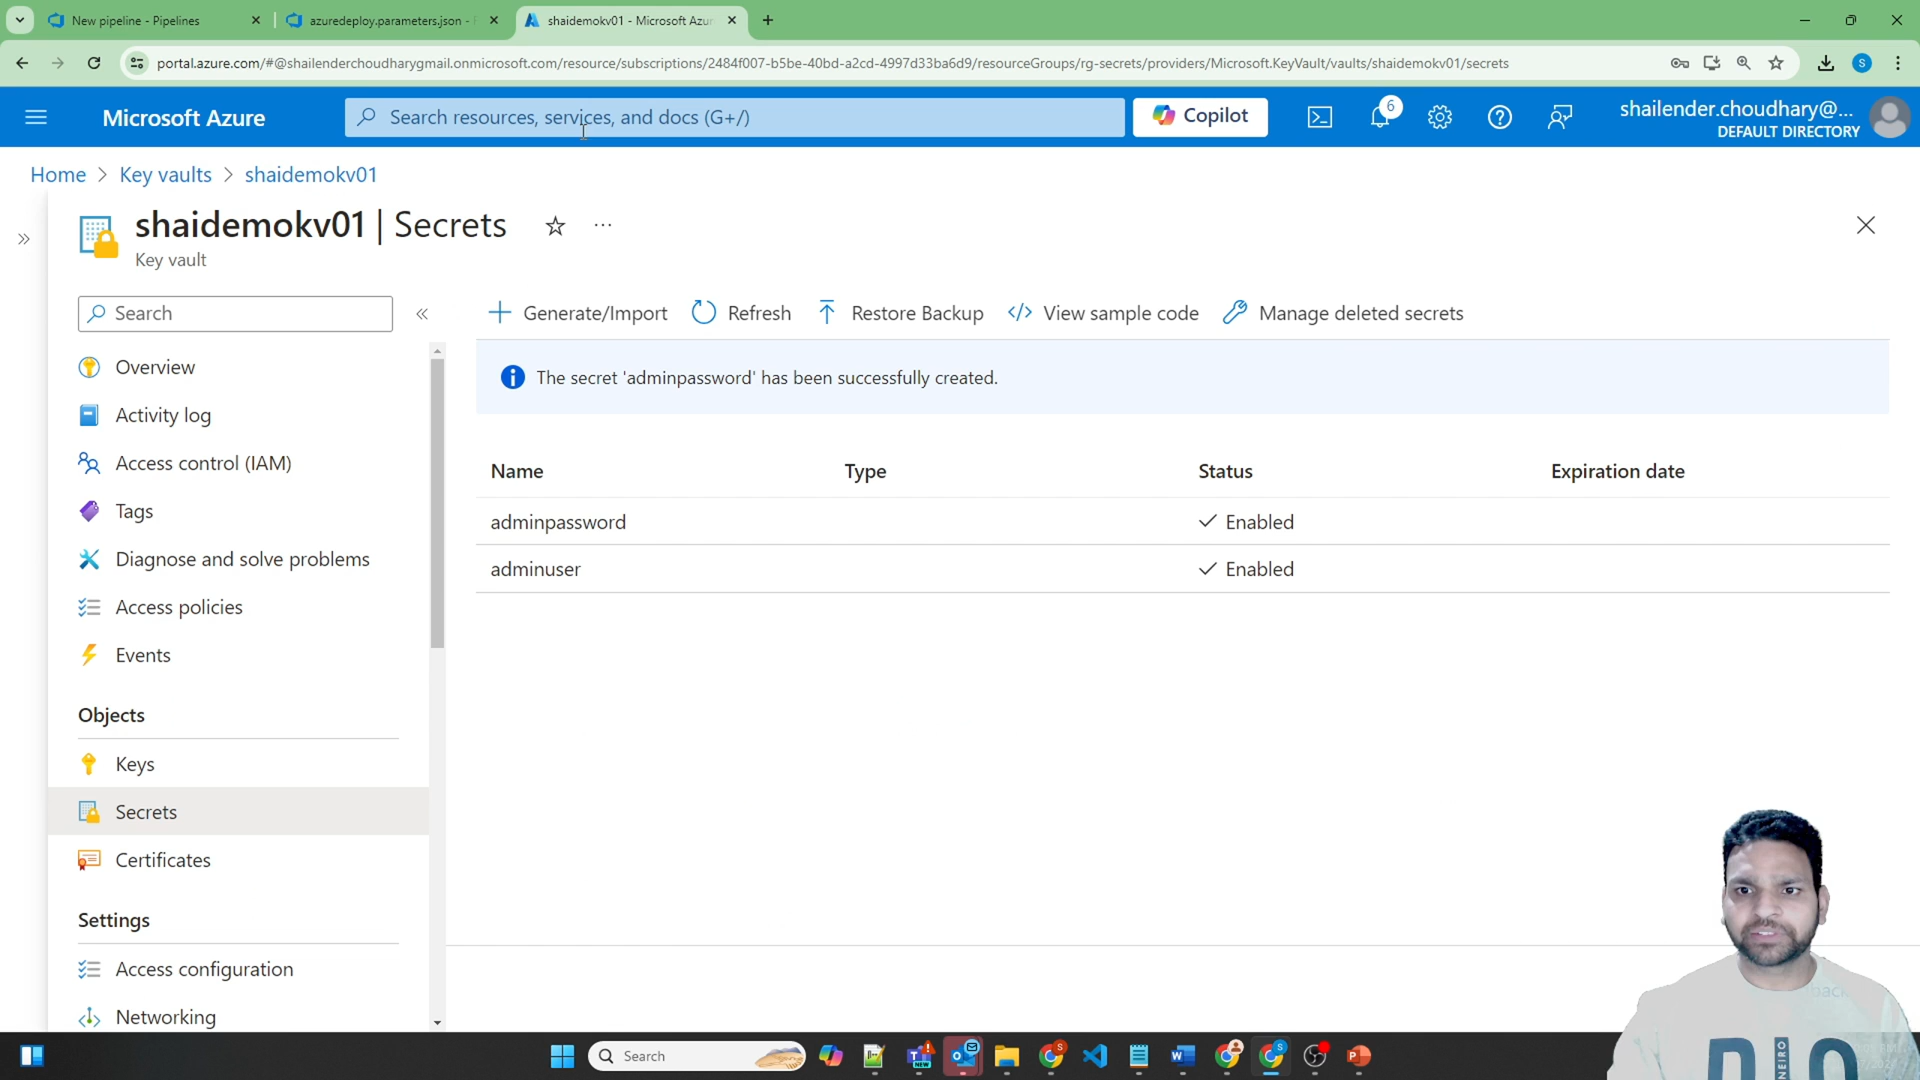 New pipeline - Pipelines
azuredeploy.parameters.json -
shaidemokv01 - Microsoft Azur
portal.azure.com/#@shailenderchoudharygmail.onmicrosoft.com/resource/subscriptions/2484f007-b5be-40bd-a2cd-4997d33ba6d9/resourceGroups/rg-secrets/providers/Microsoft.KeyVault/vaults/shaidemokv01/secrets
S
Microsoft Azure
Search resources, services, and docs (G+/)
Copilot
6
shailender.choudhary@...
DEFAULT DIRECTORY
Home > Key vaults > shaidemokv01
shaidemokv01 | Secrets
Key vault
Search
Generate/Import
Refresh
Restore Backup
View sample code
Manage deleted secrets
The secret 'adminpassword' has been successfully created.
Overview
Activity log
Access control (IAM)
Tags
Diagnose and solve problems
Access policies
Events
Objects
Keys
Secrets
Certificates
Settings
Access configuration
Networking
Name
Type
Status
Expiration date
adminpassword
Enabled
adminuser
Enabled
Search